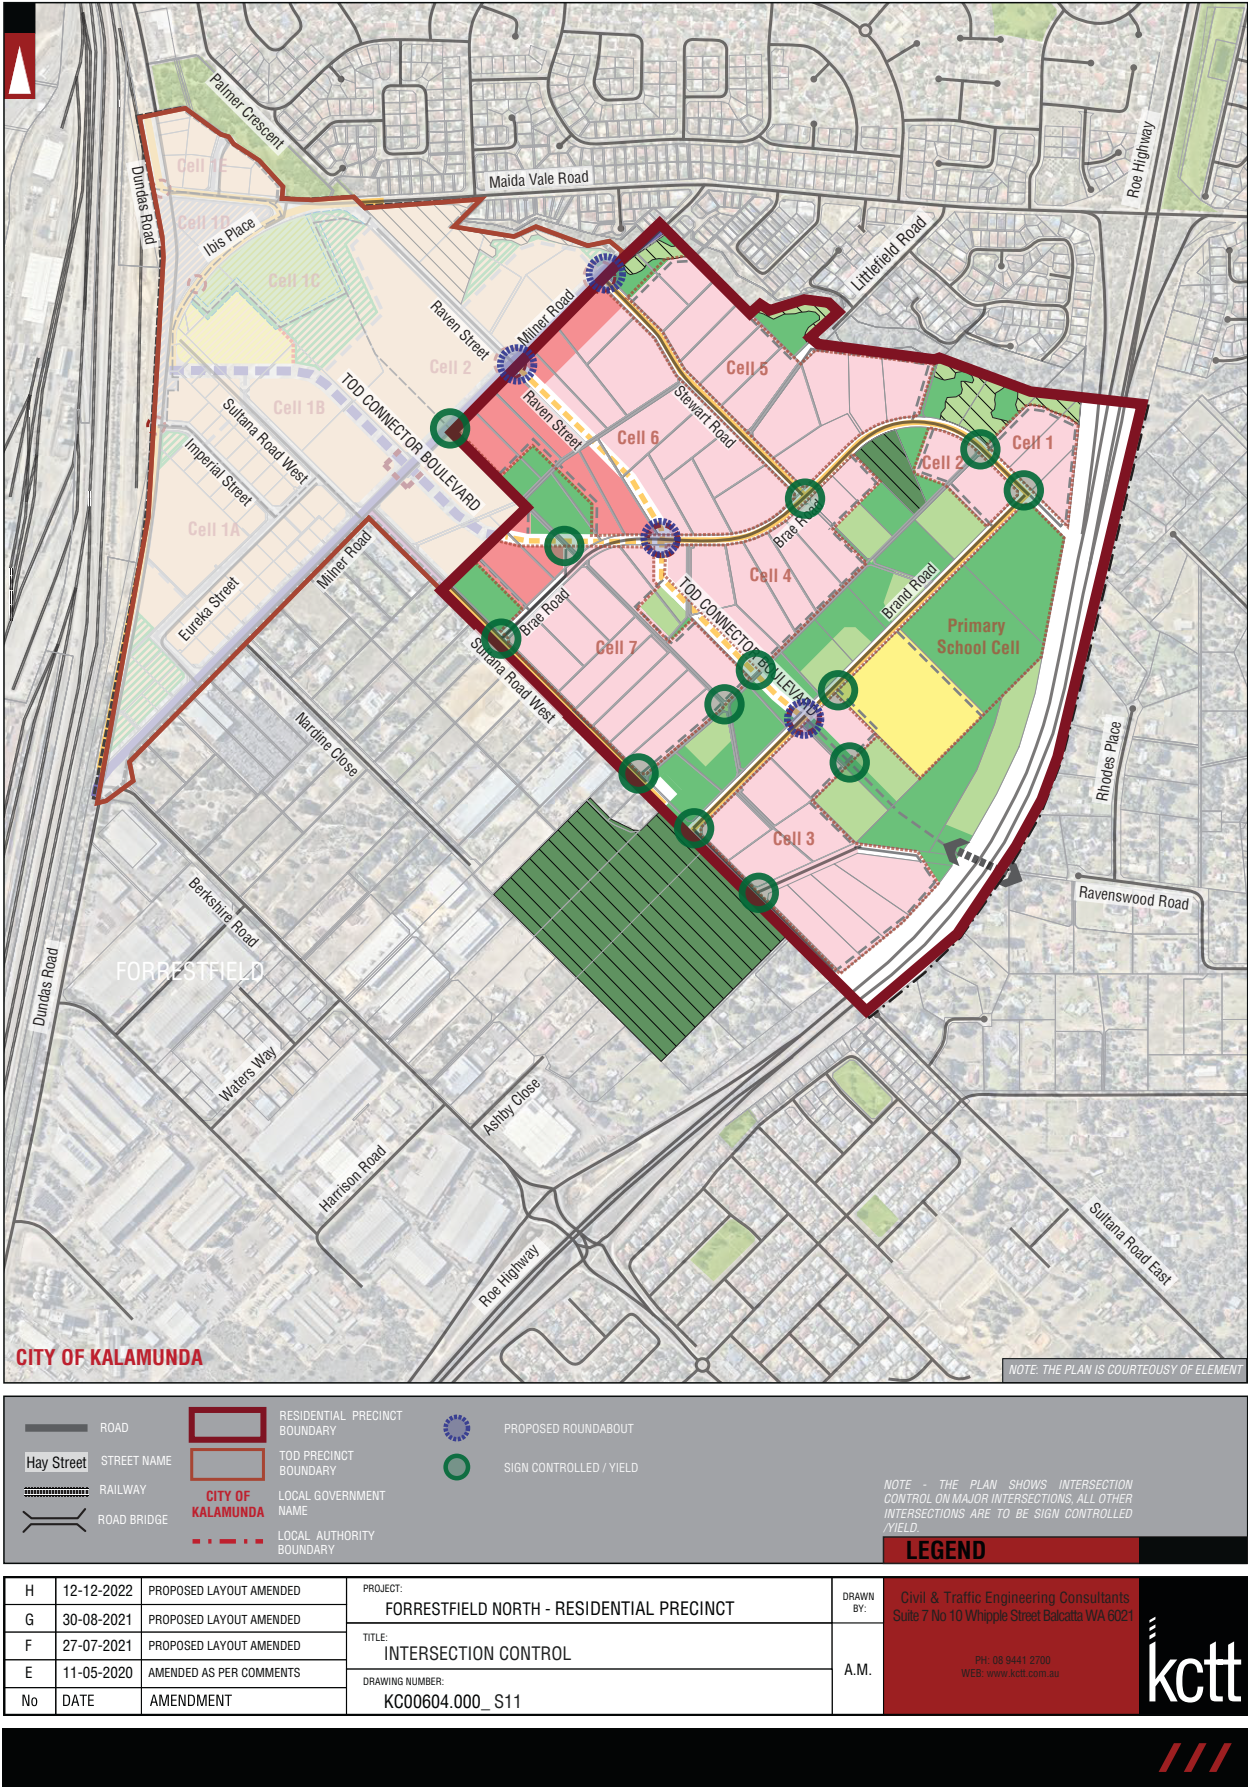 Palmer Crescent
Roe Highway
Cell 1E
Maida Vale Road
Dundas Road
Cell 1D
Ibis Place
Littlefield Road
Cell 1C
Raven Street
Milner Road
Cell 2
Cell 5
TOD CONNECTOR BOULEVARD
Cell 1B
Sultana Road West
Raven Street
Stewart Road
Cell 6
Cell 1
Cell 2
Imperial Street
Cell 1A
Brae Road
Milner Road
Cell 4
TOD CONNECTOR BOULEVARD
Brand Road
Eureka Street
Brae Road
Primary
School Cell
Cell 7
Sultana Road West
Nardine Close
Rhodes Place
Cell 3
Berkshire Road
Ravenswood Road
FORRESTFIELD
Dundas Road
Waters Way
Ashby Close
Harrison Road
Sultana Road East
Roe Highway
CITY OF KALAMUNDA
NOTE: THE PLAN IS COURTEOUSY OF ELEMENT
ROAD
Hay Street
STREET NAME
RAILWAY
ROAD BRIDGE
RESIDENTIAL PRECINCT
BOUNDARY
TOD PRECINCT
BOUNDARY
CITY OF
KALAMUNDA
LOCAL GOVERNMENT
NAME
LOCAL AUTHORITY
BOUNDARY
PROPOSED ROUNDABOUT
SIGN CONTROLLED / YIELD
NOTE - THE PLAN SHOWS INTERSECTION
CONTROL ON MAJOR INTERSECTIONS, ALL OTHER
INTERSECTIONS ARE TO BE SIGN CONTROLLED
/YIELD.
LEGEND
H 12-12-2022 PROPOSED LAYOUT AMENDED
G 30-08-2021 PROPOSED LAYOUT AMENDED
F 27-07-2021 PROPOSED LAYOUT AMENDED
E 11-05-2020 AMENDED AS PER COMMENTS
No DATE AMENDMENT
PROJECT:
FORRESTFIELD NORTH - RESIDENTIAL PRECINCT
TITLE:
INTERSECTION CONTROL
DRAWING NUMBER:
KC00604.000_ S11
DRAWN
BY:
A.M.
Civil & Traffic Engineering Consultants
Suite 7 No 10 Whipple Street Balcatta WA 6021
PH: 08 9441 2700
WEB: www.kctt.com.au
kctt